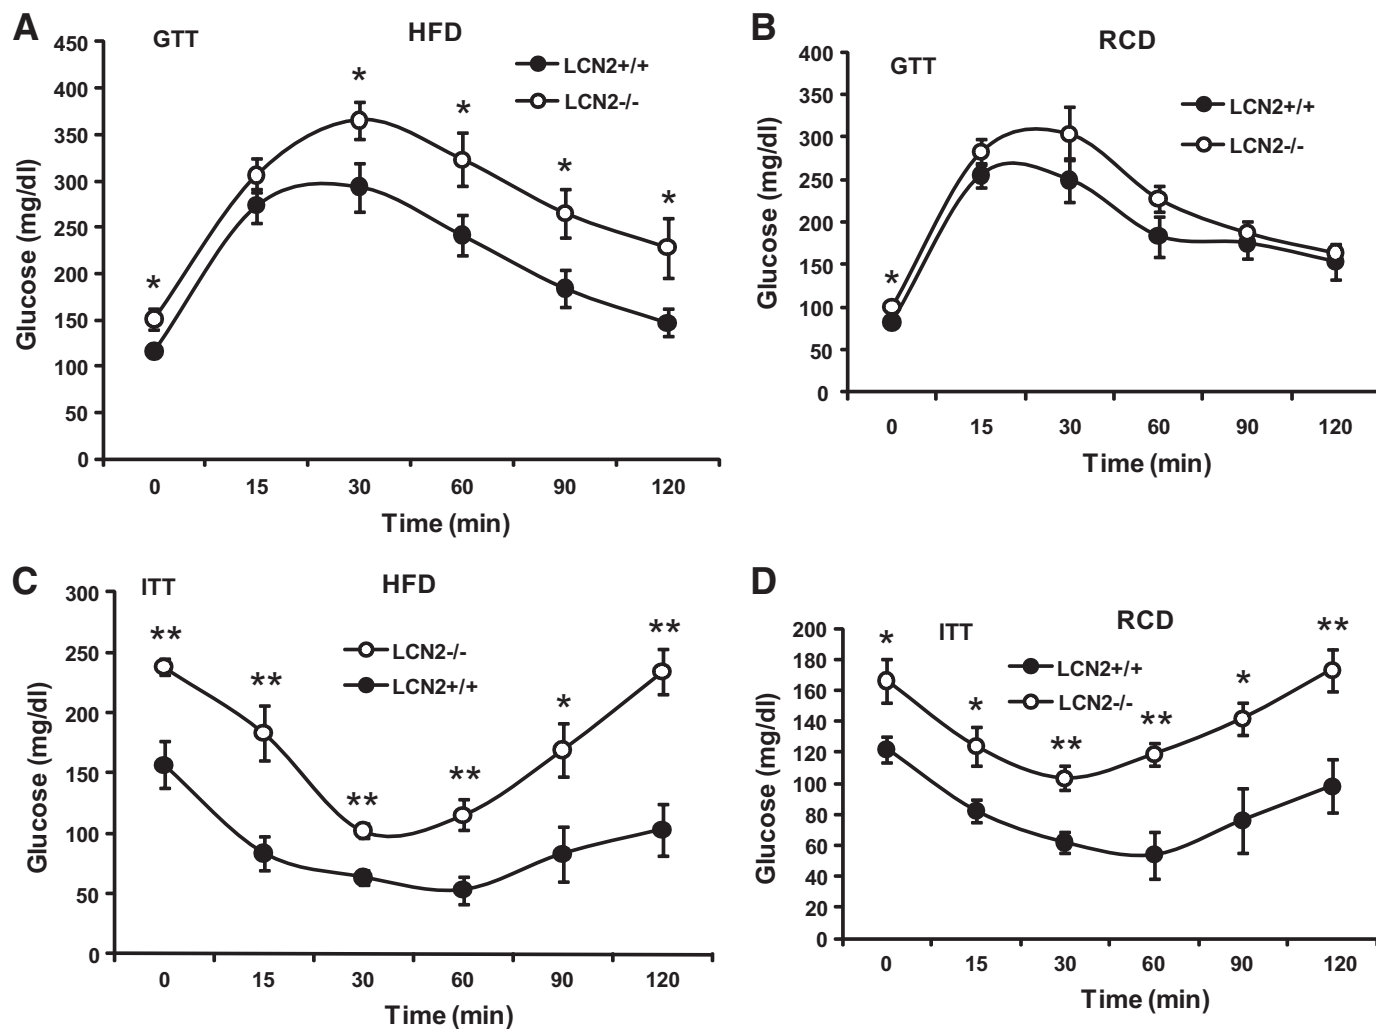 A
GTT
HFD
LCN2+/+
LCN2-/-
Glucose (mg/dl)
450
400
350
300
250
200
150
100
50
0
*
*
*
*
*
0 15 30 60 90 120
Time (min)
B
GTT
RCD
LCN2+/+
LCN2-/-
Glucose (mg/dl)
400
350
300
250
200
150
100
50
0
*
0 15 30 60 90 120
Time (min)
C
ITT
HFD
LCN2-/-
LCN2+/+
Glucose (mg/dl)
300
250
200
150
100
50
0
**
**
**
**
*
**
0 15 30 60 90 120
Time (min)
D
ITT
RCD
LCN2+/+
LCN2-/-
Glucose (mg/dl)
200
180
160
140
120
100
80
60
40
20
0
*
*
**
**
*
**
0 15 30 60 90 120
Time (min)